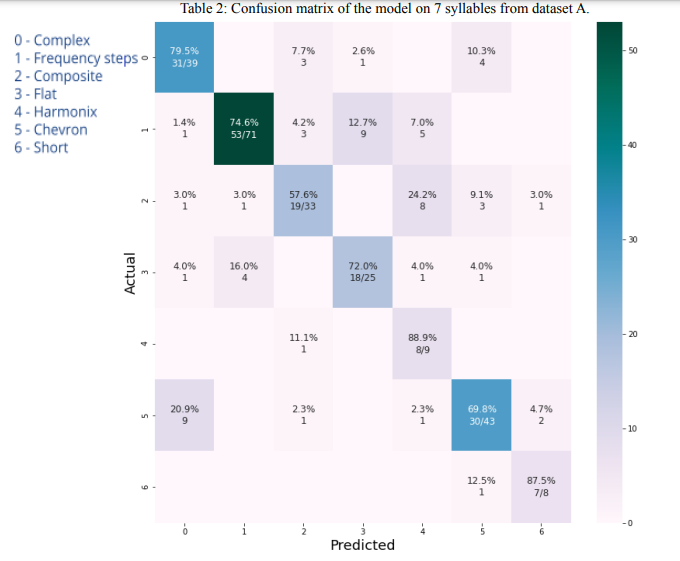 Table 2: Confusion matrix of the model on 7 syllables from dataset A.
0 - Complex
1 - Frequency steps
2 - Composite
3 - Flat
4 - Harmonix
5 - Chevron
6 - Short
0
79.5% 7.7% 2.6% 10.3%
31/39 3 1 4
1
1.4% 74.6% 4.2% 12.7% 7.0%
1 53/71 3 9 5
2
3.0% 3.0% 57.6% 24.2% 9.1% 3.0%
1 1 19/33 8 3 1
3
4.0% 16.0% 72.0% 4.0% 4.0%
1 4 18/25 1 1
4
11.1% 88.9%
1 8/9
5
20.9% 2.3% 2.3% 69.8% 4.7%
9 1 1 30/43 2
6
12.5% 87.5%
1 7/8
0 1 2 3 4 5 6
Predicted
Actual
50
40
30
20
10
0